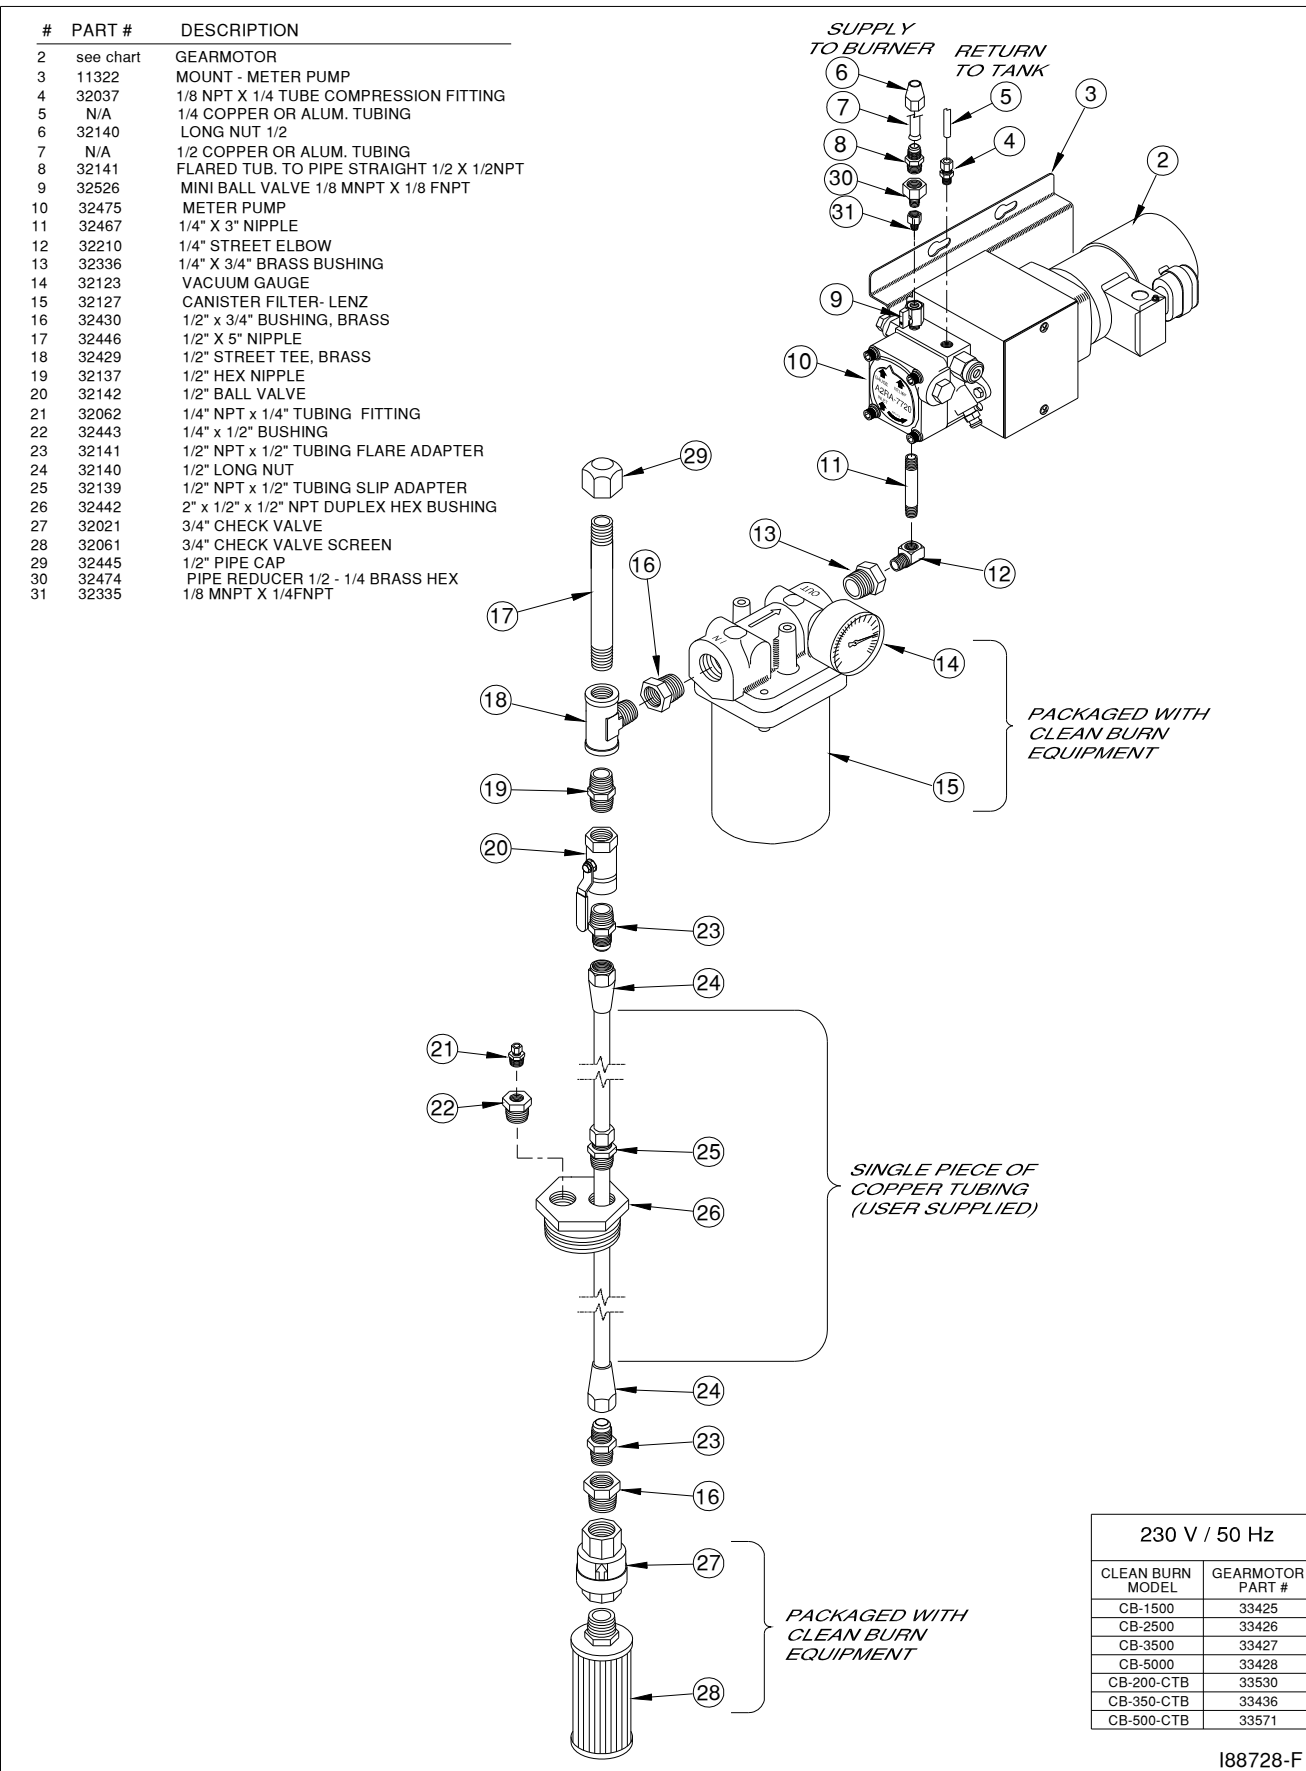 # PART # DESCRIPTION
2 see chart GEARMOTOR
3 11322 MOUNT - METER PUMP
4 32037 1/8 NPT X 1/4 TUBE COMPRESSION FITTING
5 N/A 1/4 COPPER OR ALUM. TUBING
6 32140 LONG NUT 1/2
7 N/A 1/2 COPPER OR ALUM. TUBING
8 32141 FLARED TUB. TO PIPE STRAIGHT 1/2 X 1/2NPT
9 32526 MINI BALL VALVE 1/8 MNPT X 1/8 FNPT
10 32475 METER PUMP
11 32467 1/4" X 3" NIPPLE
12 32210 1/4" STREET ELBOW
13 32336 1/4" X 3/4" BRASS BUSHING
14 32123 VACUUM GAUGE
15 32127 CANISTER FILTER- LENZ
16 32430 1/2" x 3/4" BUSHING, BRASS
17 32446 1/2" X 5" NIPPLE
18 32429 1/2" STREET TEE, BRASS
19 32137 1/2" HEX NIPPLE
20 32142 1/2" BALL VALVE
21 32062 1/4" NPT x 1/4" TUBING FITTING
22 32443 1/4" x 1/2" BUSHING
23 32141 1/2" NPT x 1/2" TUBING FLARE ADAPTER
24 32140 1/2" LONG NUT
25 32139 1/2" NPT x 1/2" TUBING SLIP ADAPTER
26 32442 2" x 1/2" x 1/2" NPT DUPLEX HEX BUSHING
27 32021 3/4" CHECK VALVE
28 32061 3/4" CHECK VALVE SCREEN
29 32445 1/2" PIPE CAP
30 32474 PIPE REDUCER 1/2 - 1/4 BRASS HEX
31 32335 1/8 MNPT X 1/4FNPT
SUPPLY
TO BURNER
RETURN
TO TANK
6
7
8
30
31
5
4
3
2
9
10
A2RA-7720
11
12
13
29
16
17
OUT
IN
14
15
PACKAGED WITH
CLEAN BURN
EQUIPMENT
18
19
20
23
24
21
22
25
26
SINGLE PIECE OF
COPPER TUBING
(USER SUPPLIED)
24
23
16
27
28
PACKAGED WITH
CLEAN BURN
EQUIPMENT
230 V / 50 Hz
CLEAN BURN MODEL GEARMOTOR PART #
CB-1500 33425
CB-2500 33426
CB-3500 33427
CB-5000 33428
CB-200-CTB 33530
CB-350-CTB 33436
CB-500-CTB 33571
I88728-F